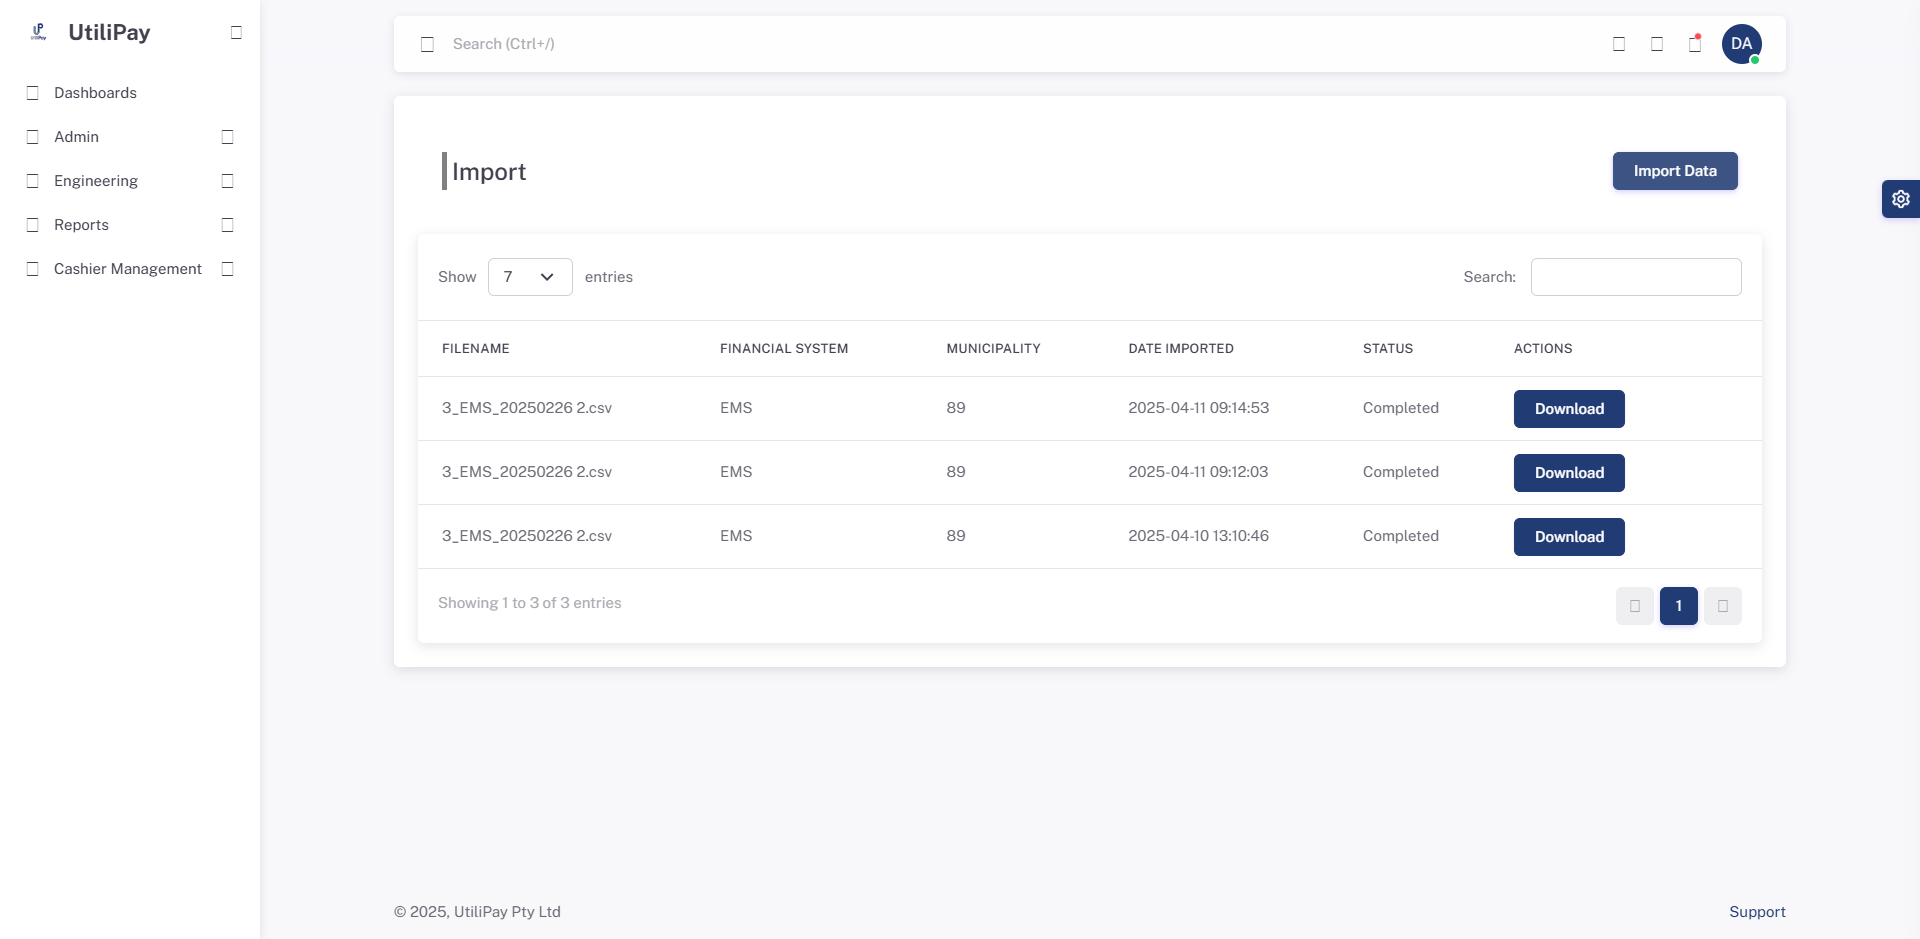 UtiliPay
Dashboards
Admin
Engineering
Reports
Cashier Management
Search (Ctrl+/)
DA
Import
Import Data
Show 7 entries
Search:
FILENAME FINANCIAL SYSTEM MUNICIPALITY DATE IMPORTED STATUS ACTIONS
3_EMS_20250226 2.csv EMS 89 2025-04-11 09:14:53 Completed Download
3_EMS_20250226 2.csv EMS 89 2025-04-11 09:12:03 Completed Download
3_EMS_20250226 2.csv EMS 89 2025-04-10 13:10:46 Completed Download
Showing 1 to 3 of 3 entries
1
© 2025, UtiliPay Pty Ltd
Support